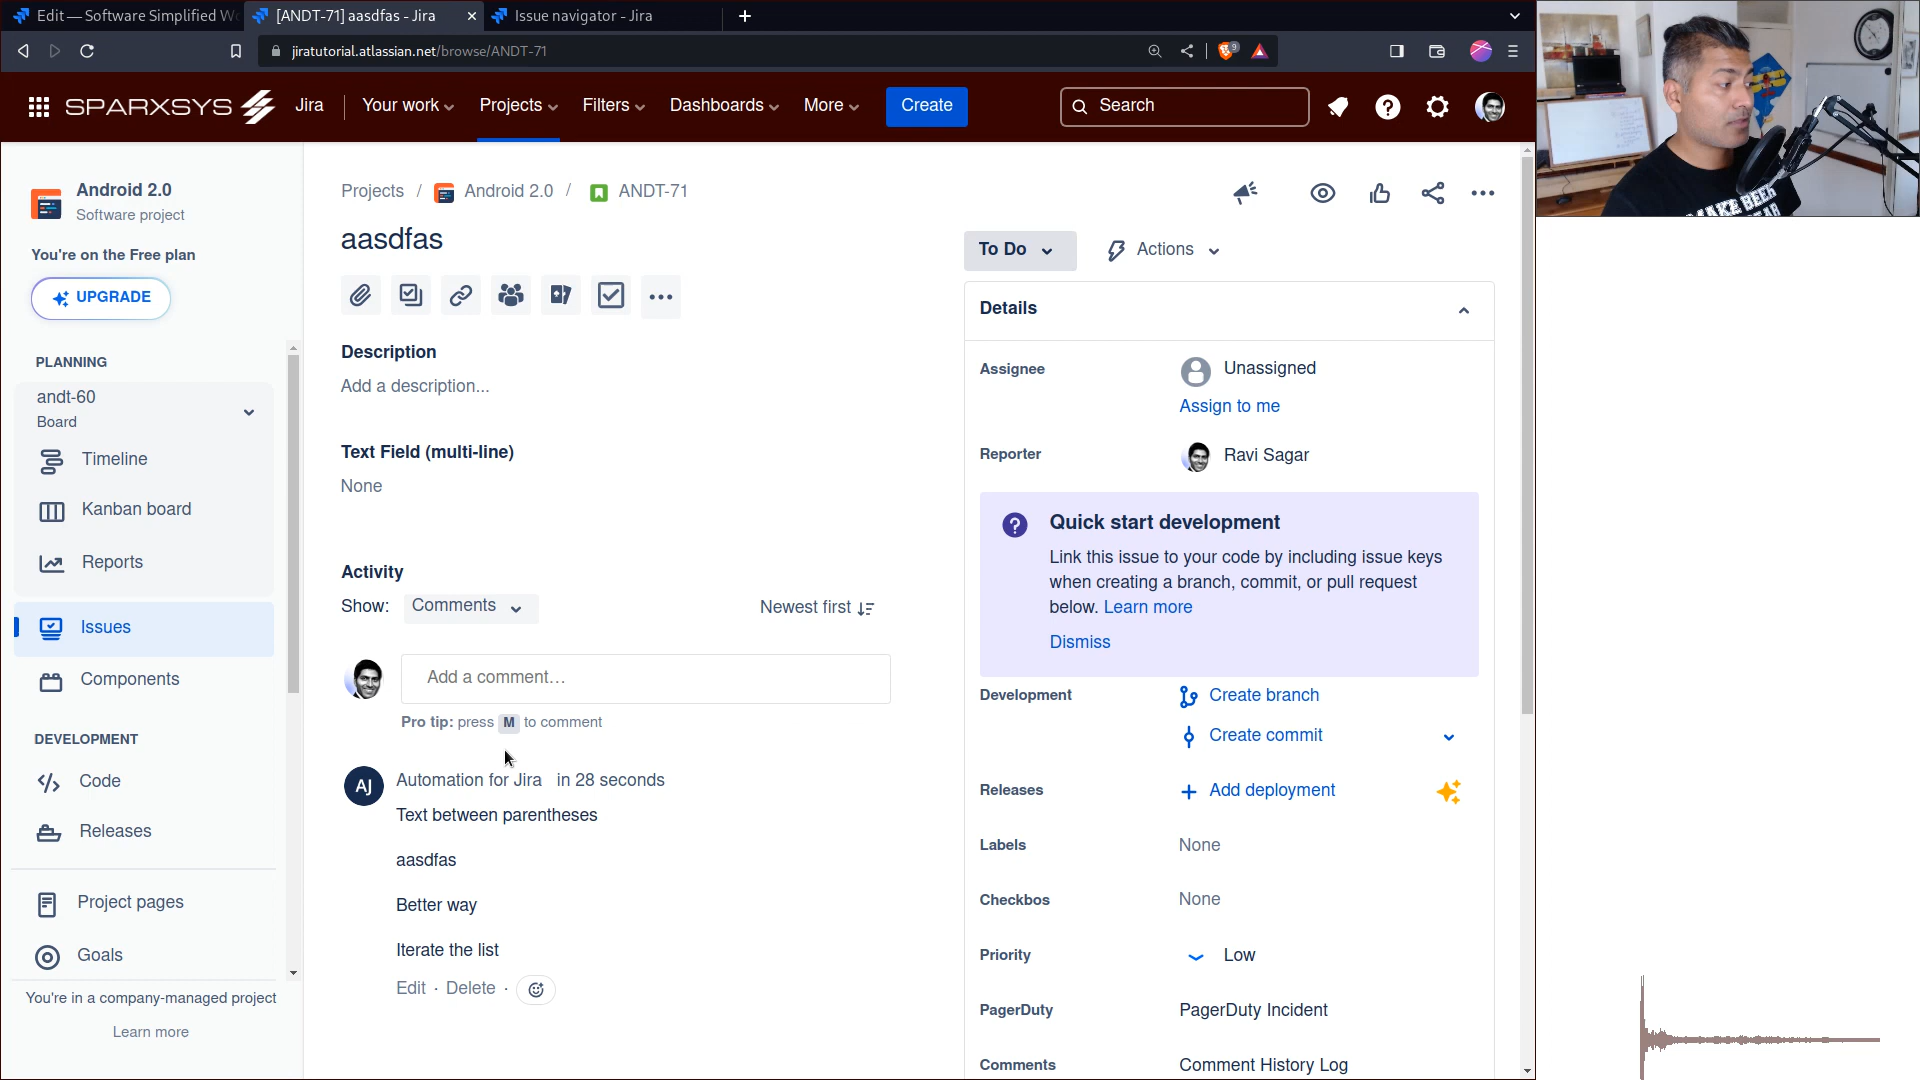 Edit — Software Simplified W
[ANDT-71] aasdfas - Jira
Issue navigator - Jira
jiratutorial.atlassian.net/browse/ANDT-71
9
SPARXSYS
Jira
Your work
Projects
Filters
Dashboards
More
Create
Search
Android 2.0
Software project
You're on the Free plan
UPGRADE
PLANNING
andt-60
Board
Timeline
Kanban board
Reports
Issues
Components
DEVELOPMENT
Code
Releases
Project pages
Goals
You're in a company-managed project
Learn more
Projects / Android 2.0 / ANDT-71
aasdfas
Description
Add a description...
Text Field (multi-line)
None
Activity
Show: Comments
Newest first
Add a comment...
Pro tip: press M to comment
AJ
Automation for Jira in 28 seconds
Text between parentheses
aasdfas
Better way
Iterate the list
Edit · Delete ·
To Do
Actions
Details
Assignee
Unassigned
Assign to me
Reporter
Ravi Sagar
Quick start development
Link this issue to your code by including issue keys
when creating a branch, commit, or pull request
below. Learn more
Dismiss
Development
Create branch
Create commit
Releases
Add deployment
Labels
None
Checkbos
None
Priority
Low
PagerDuty
PagerDuty Incident
Comments
Comment History Log
MAKE BEER